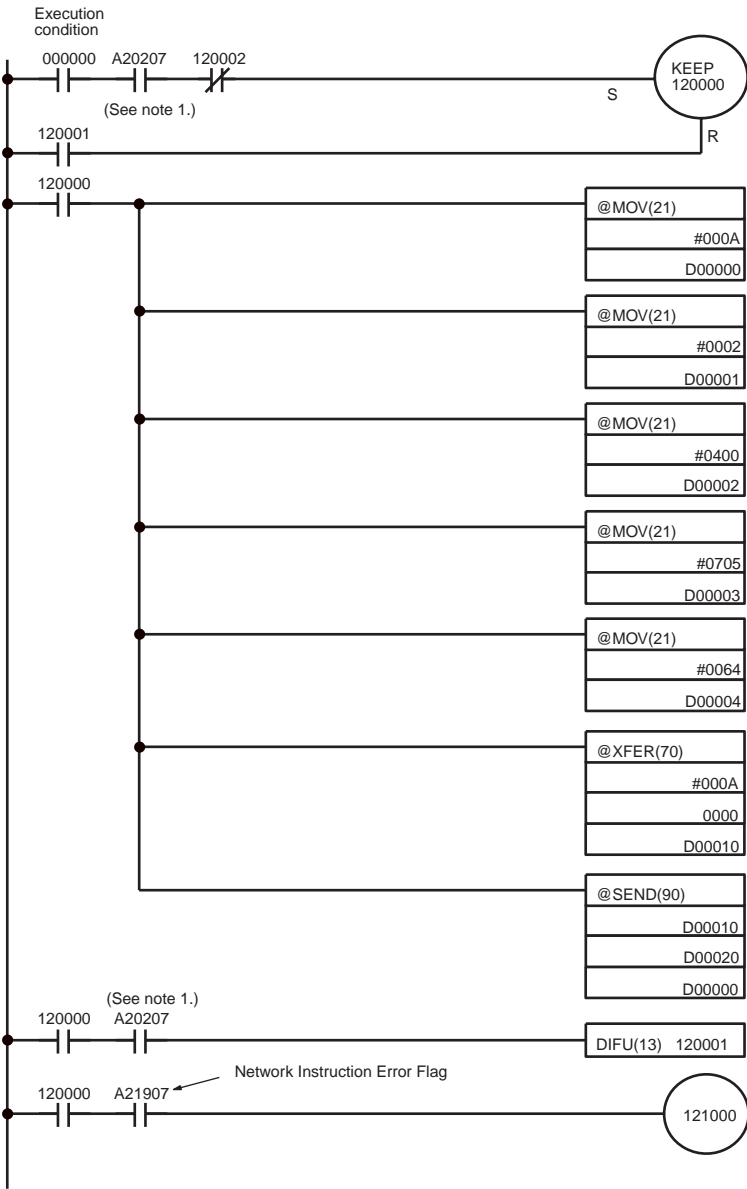 Execution
condition
000000 A20207 120002
KEEP
120000
S
(See note 1.)
R
120001
120000
@MOV(21)
#000A
D00000
@MOV(21)
#0002
D00001
@MOV(21)
#0400
D00002
@MOV(21)
#0705
D00003
@MOV(21)
#0064
D00004
@XFER(70)
#000A
0000
D00010
@SEND(90)
D00010
D00020
D00000
(See note 1.)
120000 A20207
DIFU(13) 120001
Network Instruction Error Flag
120000 A21907
121000